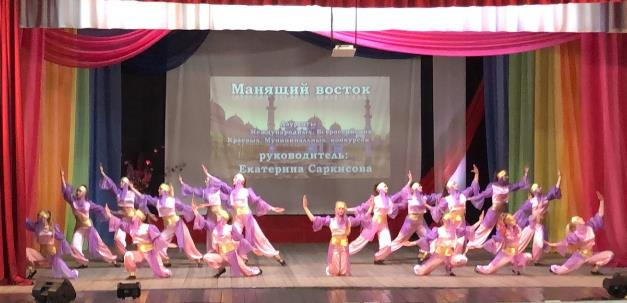 Манящий восток
Лауреаты
Международных, Всероссийских
Краевых, Муниципальных, конкурсов
руководитель:
Екатерина Саркисова